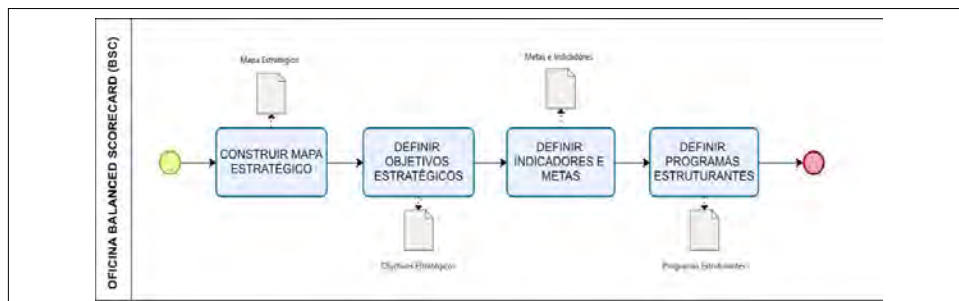 OFICINA BALANCED SCORECARD (BSC)
Mapa Estratégico
Metas e Indicadores
CONSTRUIR MAPA
ESTRATÉGICO
DEFINIR
OBJETIVOS
ESTRATÉGICOS
DEFINIR
INDICADORES E
METAS
DEFINIR
PROGRAMAS
ESTRUTURANTES
Objetivos Estratégicos
Programas Estruturantes